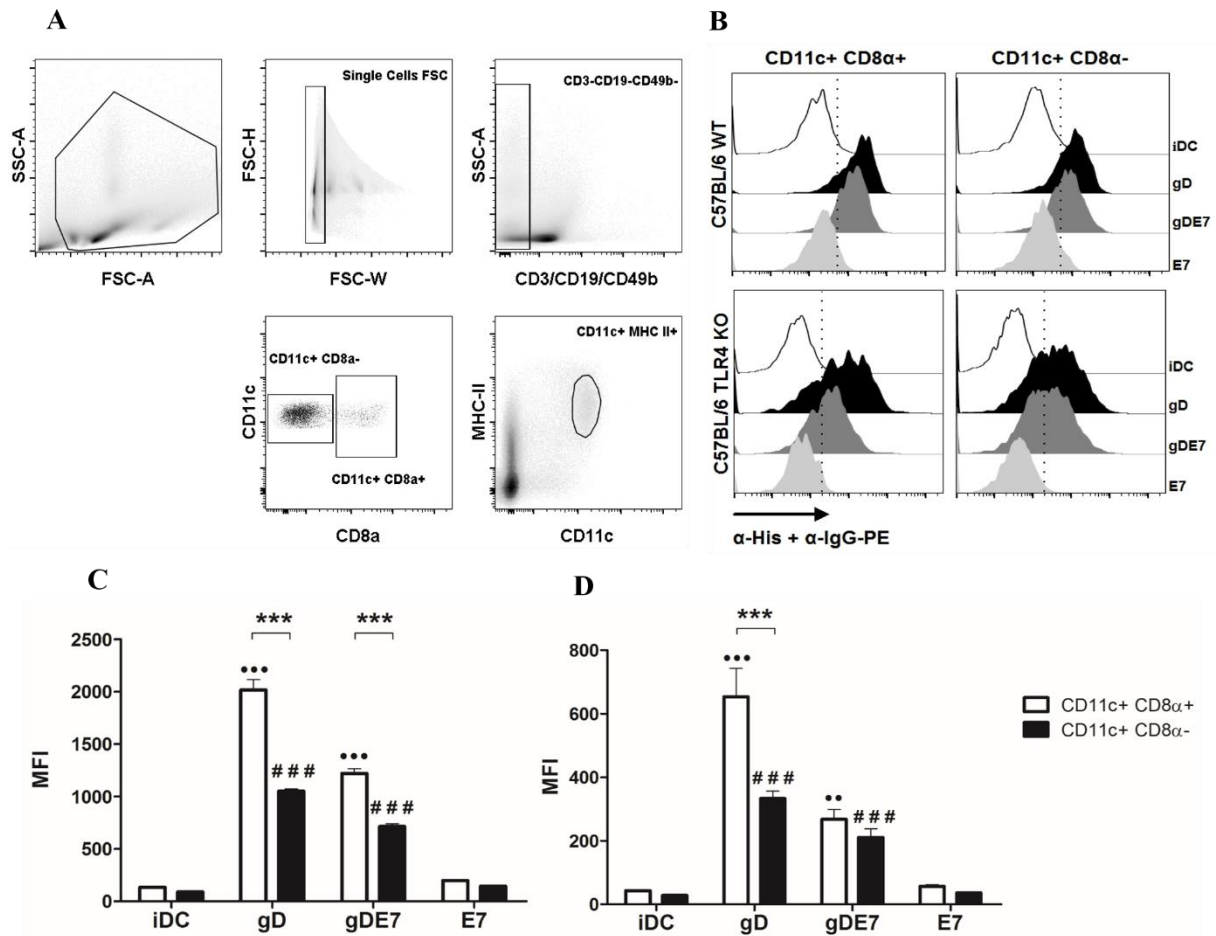 A
SSC-A
FSC-A
Single Cells FSC
FSC-H
FSC-W
CD3-CD19-CD49b-
SSC-A
CD3/CD19/CD49b
CD11c+ CD8a-
CD11c+ CD8a+
CD11c
CD8a
CD11c+ MHC II+
MHC-II
CD11c
B
CD11c+ CD8α+
CD11c+ CD8α-
C57BL/6 WT
iDC
gD
gDE7
E7
C57BL/6 TLR4 KO
iDC
gD
gDE7
E7
α-His + α-IgG-PE
C
MFI
2500
2000
1500
1000
500
0
***
***
•••
###
•••
###
iDC
gD
gDE7
E7
D
MFI
800
600
400
200
0
***
•••
###
••
###
iDC
gD
gDE7
E7
CD11c+ CD8α+
CD11c+ CD8α-